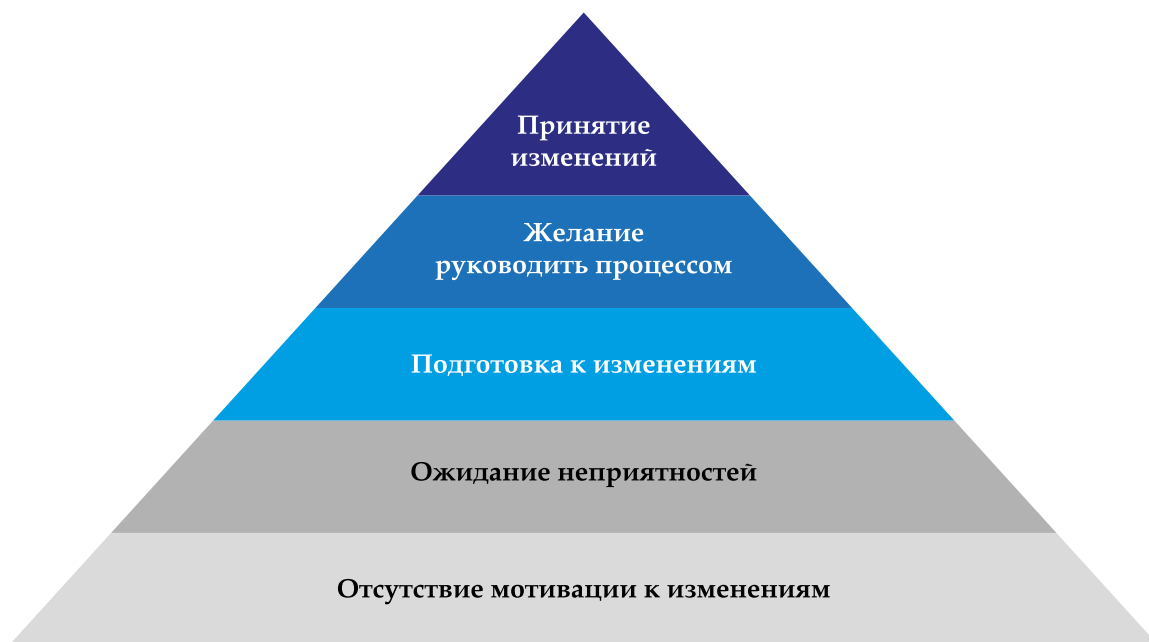 Принятие
изменений
Желание
руководить процессом
Подготовка к изменениям
Ожидание неприятностей
Отсутствие мотивации к изменениям